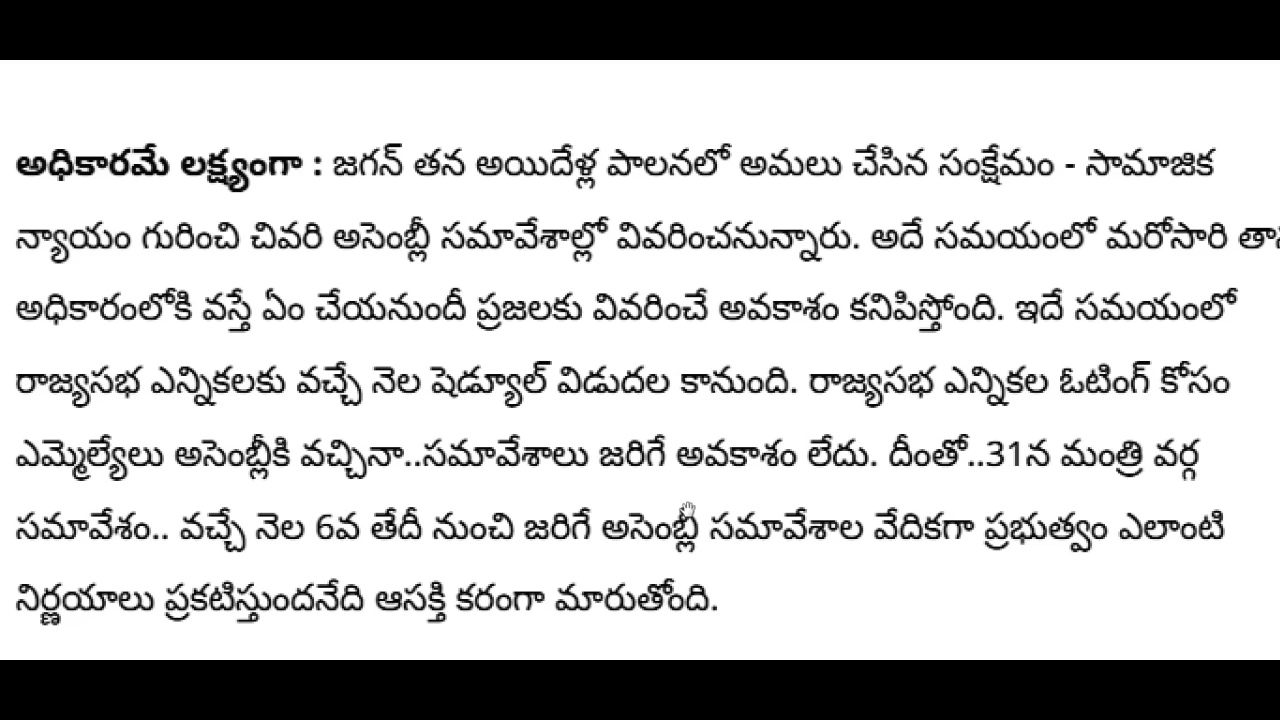 అధికారమే లక్ష్యంగా : జగన్ తన అయిదేళ్ల పాలనలో అమలు చేసిన సంక్షేమం - సామాజిక
న్యాయం గురించి చివరి అసెంబ్లీ సమావేశాల్లో వివరించనున్నారు. అదే సమయంలో మరోసారి
అధికారంలోకి వస్తే ఏం చేయనుందీ ప్రజలకు వివరించే అవకాశం కనిపిస్తోంది. ఇదే సమయంలో
రాజ్యసభ ఎన్నికలకు వచ్చే నెల షెడ్యూల్ విడుదల కానుంది. రాజ్యసభ ఎన్నికల ఓటింగ్ కోసం
ఎమ్మెల్యేలు అసెంబ్లీకి వచ్చినా..సమావేశాలు జరిగే అవకాశం లేదు. దీంతో..31న మంత్రి వర్గ
సమావేశం.. వచ్చే నెల 6వ తేదీ నుంచి జరిగే అసెంబ్లీ సమావేశాల వేదికగా ప్రభుత్వం ఎలాంటి
నిర్ణయాలు ప్రకటిస్తుందనేది ఆసక్తి కరంగా మారుతోంది.